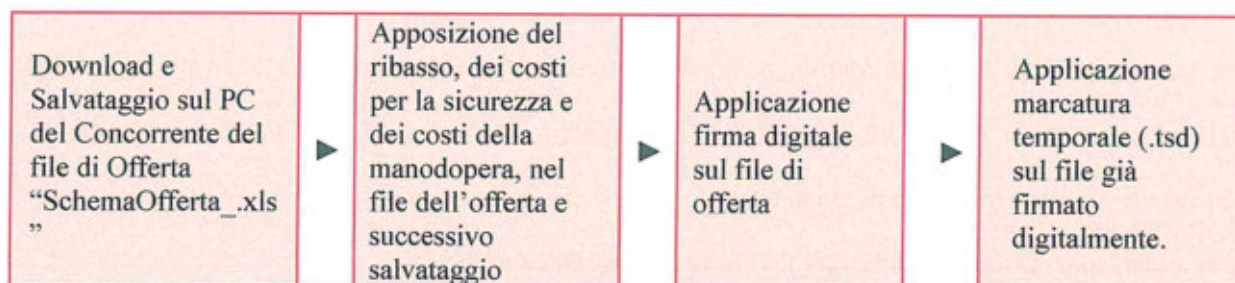 Download e
Salvataggio sul PC
del Concorrente del
file di Offerta
“SchemaOfferta_.xls
”
Apposizione del
ribasso, dei costi
per la sicurezza e
dei costi della
manodopera, nel
file dell’offerta e
successivo
salvataggio
Applicazione
firma digitale
sul file di
offerta
Applicazione
marcatura
temporale (.tsd)
sul file già
firmato
digitalmente.